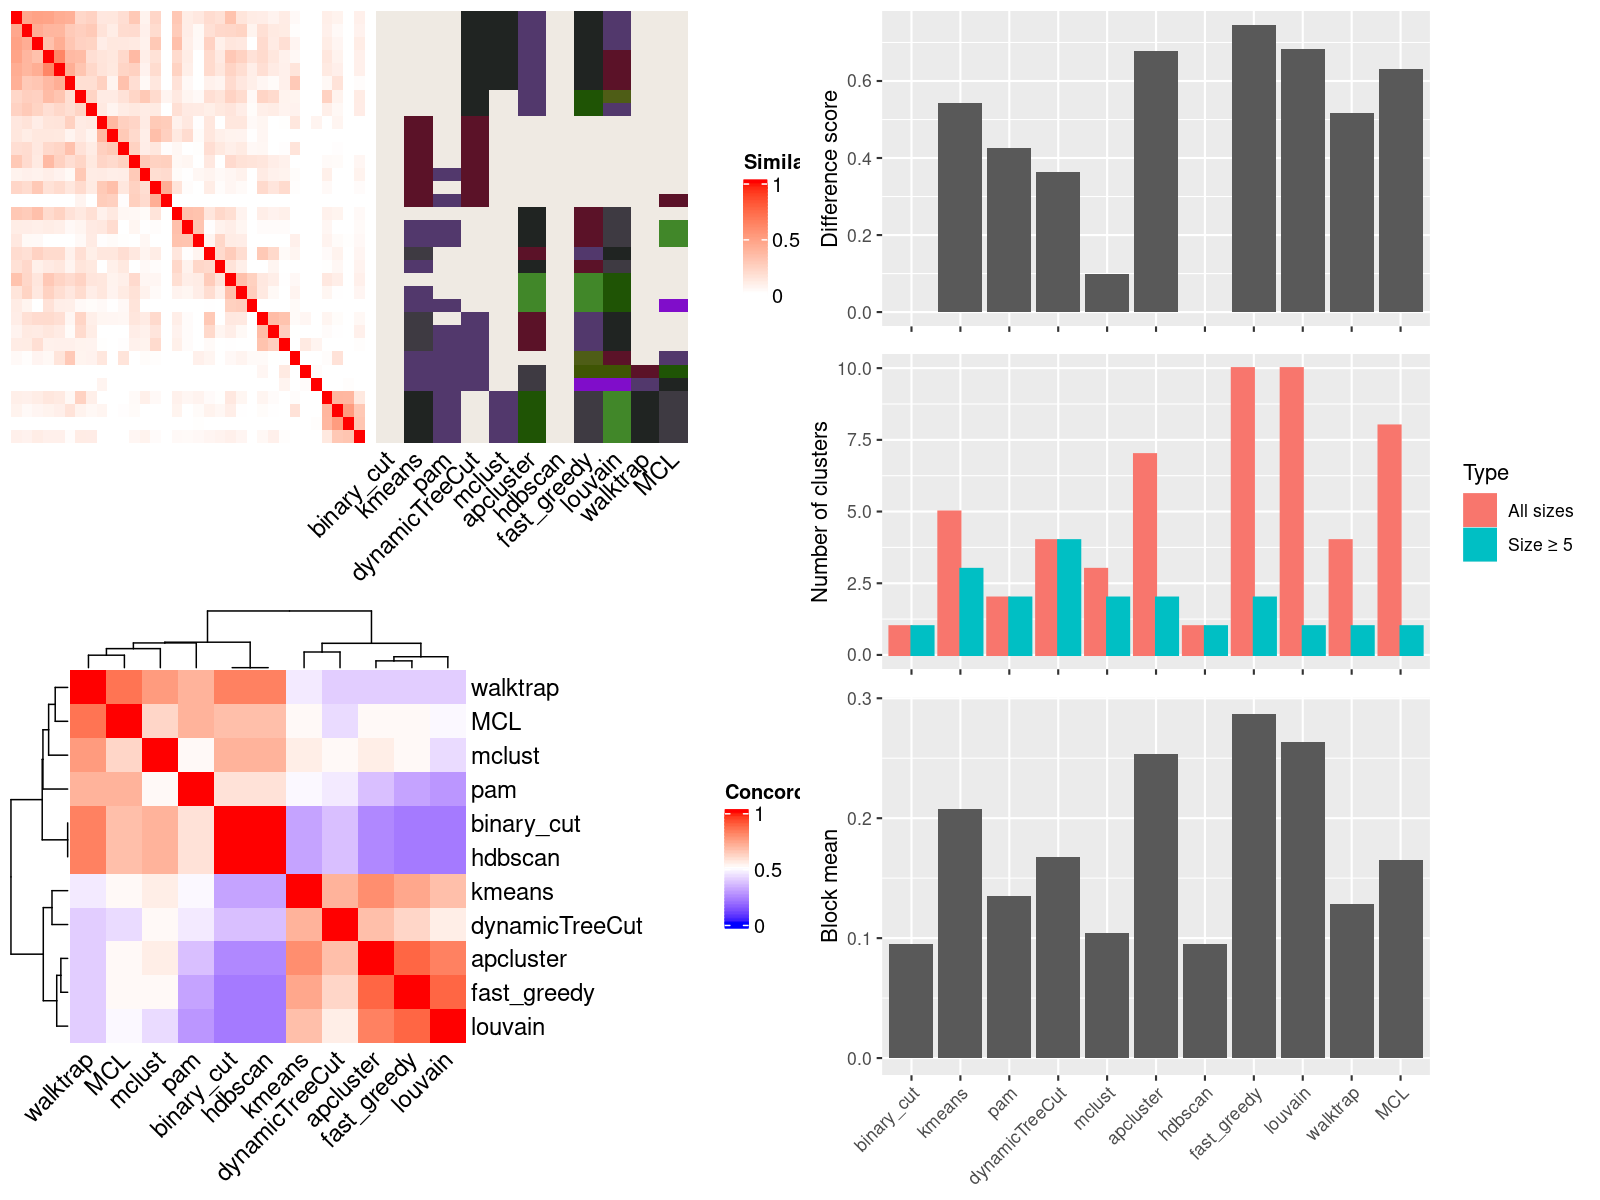 Simila
1
0.5
0
binary_cut
kmeans
pam
dynamicTreeCut
mclust
apcluster
hdbscan
fast_greedy
louvain
walktrap
MCL
walktrap
MCL
mclust
pam
binary_cut
hdbscan
kmeans
dynamicTreeCut
apcluster
fast_greedy
louvain
Concord
1
0.5
0
walktrap
MCL
mclust
pam
binary_cut
hdbscan
kmeans
dynamicTreeCut
apcluster
fast_greedy
louvain
Difference score
0.6
0.4
0.2
0.0
Number of clusters
10.0
7.5
5.0
2.5
0.0
Type
All sizes
Size ≥ 5
Block mean
0.3
0.2
0.1
0.0
binary_cut
kmeans
pam
dynamicTreeCut
mclust
apcluster
hdbscan
fast_greedy
louvain
walktrap
MCL